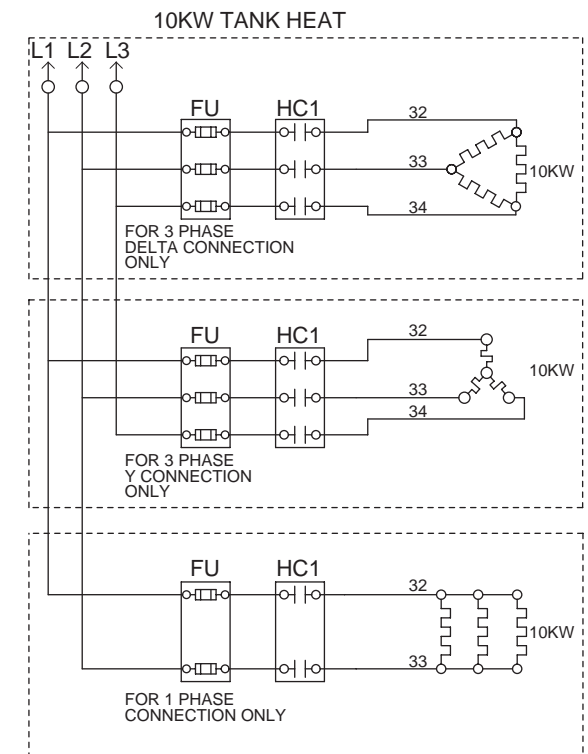 10KW TANK HEAT
L1 L2 L3
FU HC1
32
33
10KW
34
FOR 3 PHASE
DELTA CONNECTION
ONLY
FU HC1
32
10KW
33
34
FOR 3 PHASE
Y CONNECTION
ONLY
FU HC1
32
10KW
33
FOR 1 PHASE
CONNECTION ONLY